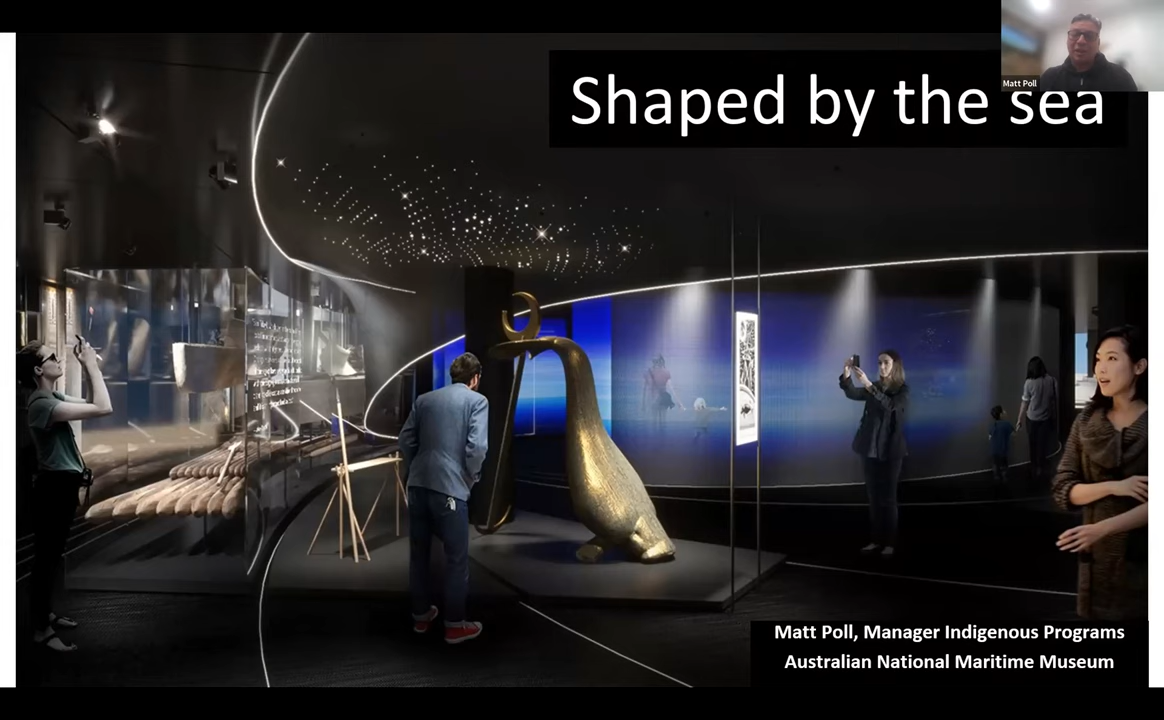 Shaped by the sea
Matt Poll
Matt Poll, Manager Indigenous Programs
Australian National Maritime Museum